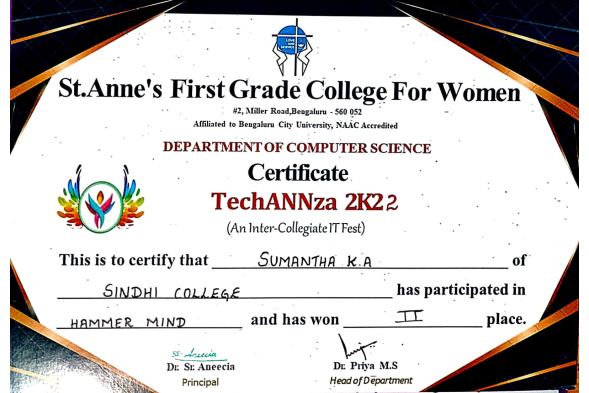 LOVE AND SERVICE
St.Anne's First Grade College For Women
#2, Miller Road,Bengaluru - 560 052
Affiliated to Bengaluru City University, NAAC Accredited
DEPARTMENT OF COMPUTER SCIENCE
Certificate
TechANNza 2K22
(An Inter-Collegiate IT Fest)
This is to certify that SUMANTHA K.A of
SINDHI COLLEGE has participated in
HAMMER MIND and has won II place.
Sr. Aneecia
Dr. Sr. Aneecia Dr. Priya M.S
Principal Head of Department